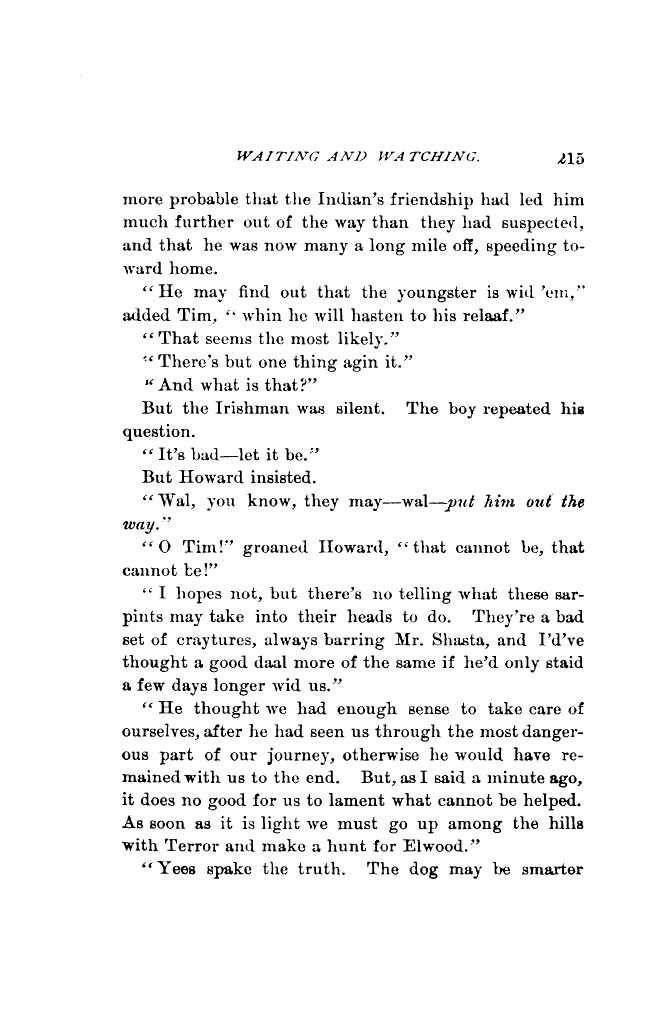 WAITING AND WATCHING. 215
more probable that the Indian's friendship had led him
much further out of the way than they had suspected,
and that he was now many a long mile off, speeding to-
ward home.
“He may find out that the youngster is wid 'em,”
added Tim, “whin he will hasten to his relaaf.”
“That seems the most likely.”
“There's but one thing agin it.”
“And what is that?”
But the Irishman was silent. The boy repeated his
question.
“It's bad—let it be.”
But Howard insisted.
“Wal, you know, they may—wal—put him out the
way.”
“O Tim!” groaned Howard, “that cannot be, that
cannot be!”
“I hopes not, but there's no telling what these sar-
pints may take into their heads to do. They're a bad
set of craytures, always barring Mr. Shasta, and I'd've
thought a good daal more of the same if he'd only staid
a few days longer wid us.”
“He thought we had enough sense to take care of
ourselves, after he had seen us through the most danger-
ous part of our journey, otherwise he would have re-
mained with us to the end. But, as I said a minute ago,
it does no good for us to lament what cannot be helped.
As soon as it is light we must go up among the hills
with Terror and make a hunt for Elwood.”
“Yees spake the truth. The dog may be smarter